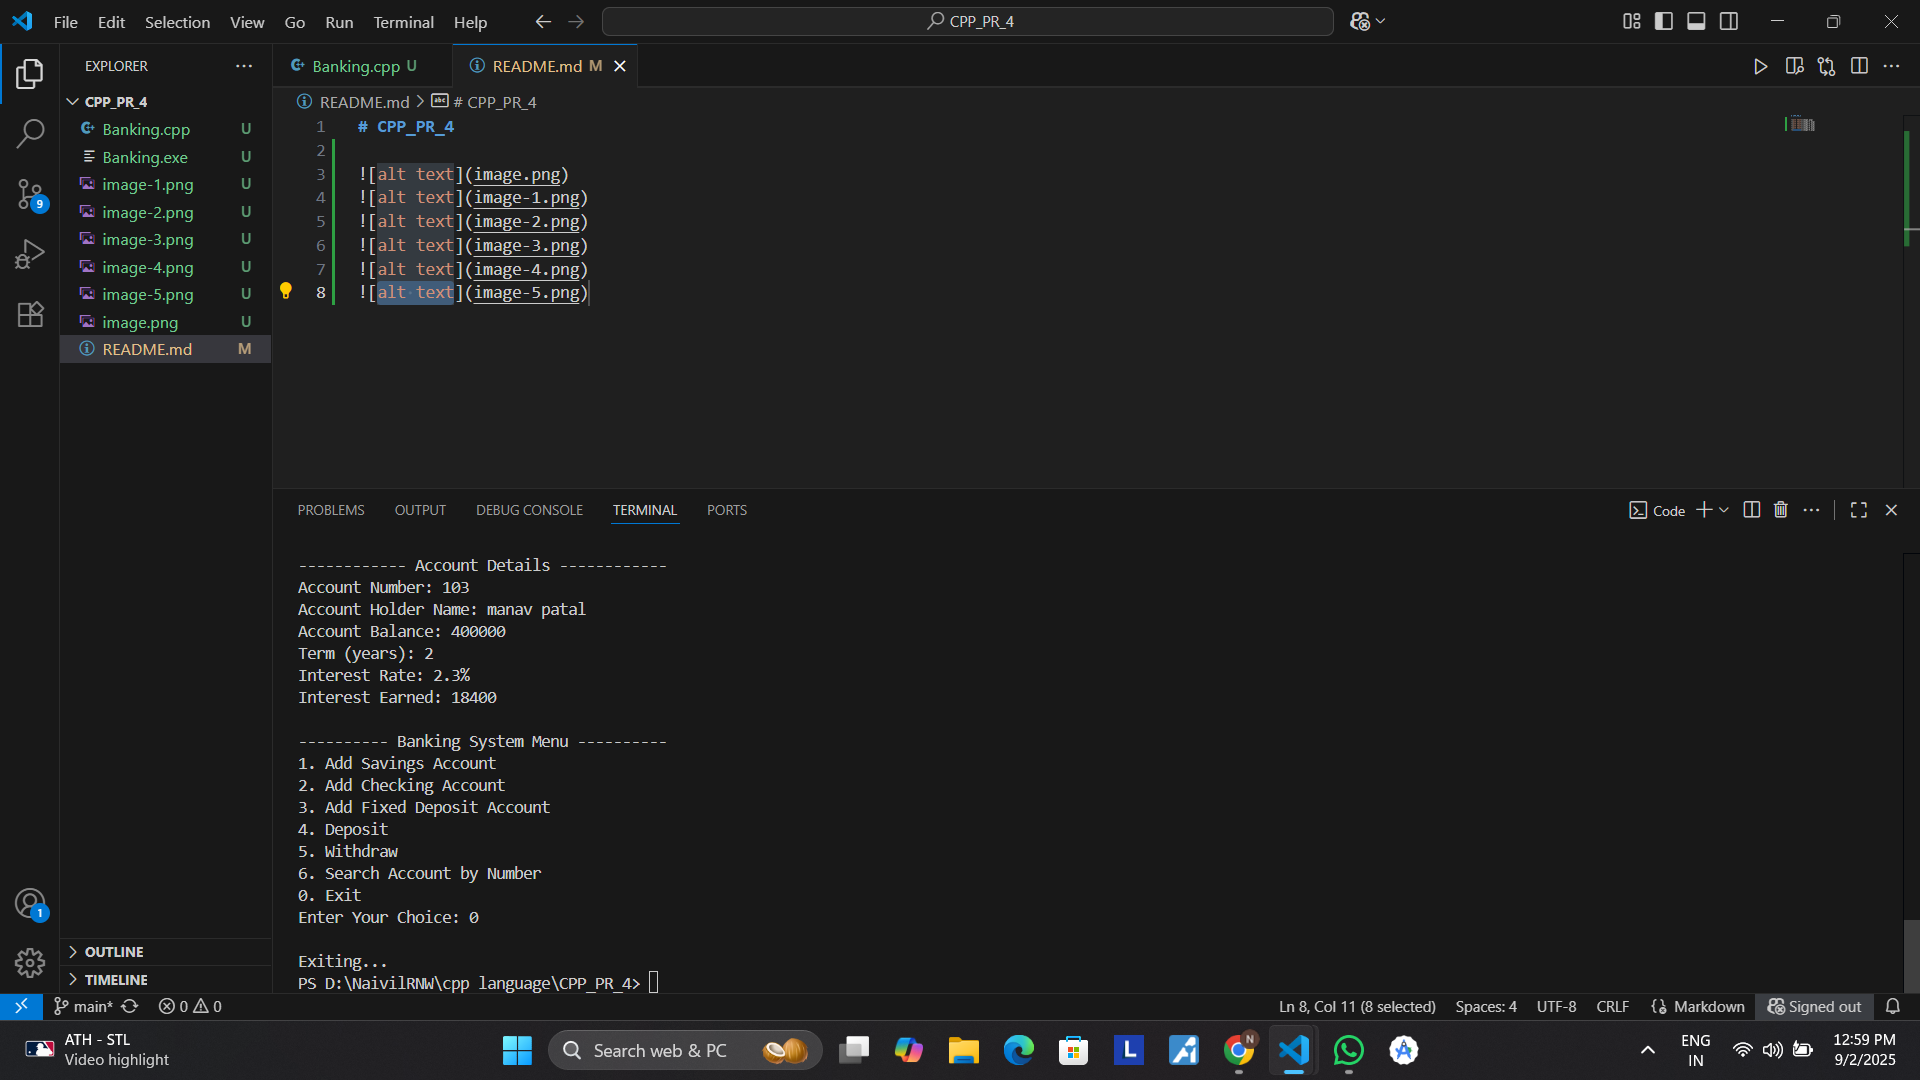 File Edit Selection View Go Run Terminal Help
CPP_PR_4
EXPLORER
CPP_PR_4
Banking.cpp U
Banking.exe U
image-1.png U
image-2.png U
image-3.png U
image-4.png U
image-5.png U
image.png U
README.md M
OUTLINE
TIMELINE
9
1
Banking.cpp U
README.md M
README.md > # CPP_PR_4
1 # CPP_PR_4
2
3 ![alt text](image.png)
4 ![alt text](image-1.png)
5 ![alt text](image-2.png)
6 ![alt text](image-3.png)
7 ![alt text](image-4.png)
8 ![alt text](image-5.png)
PROBLEMS OUTPUT DEBUG CONSOLE TERMINAL PORTS
Code
------------ Account Details ------------
Account Number: 103
Account Holder Name: manav patal
Account Balance: 400000
Term (years): 2
Interest Rate: 2.3%
Interest Earned: 18400
---------- Banking System Menu ----------
1. Add Savings Account
2. Add Checking Account
3. Add Fixed Deposit Account
4. Deposit
5. Withdraw
6. Search Account by Number
0. Exit
Enter Your Choice: 0
Exiting...
PS D:\NaivilRNW\cpp language\CPP_PR_4>
main* 0 0
Ln 8, Col 11 (8 selected) Spaces: 4 UTF-8 CRLF Markdown Signed out
ATH - STL
Video highlight
Search web & PC
L
N
ENG
IN
12:59 PM
9/2/2025